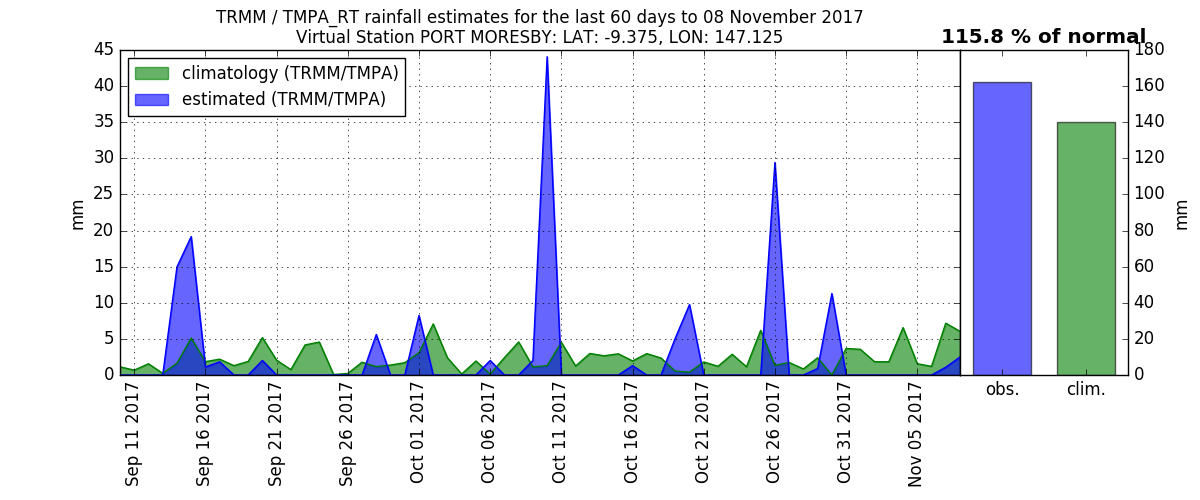 TRMM / TMPA_RT rainfall estimates for the last 60 days to 08 November 2017
Virtual Station PORT MORESBY: LAT: -9.375, LON: 147.125
115.8 % of normal
climatology (TRMM/TMPA)
estimated (TRMM/TMPA)
mm
45
40
35
30
25
20
15
10
5
0
Sep 11 2017
Sep 16 2017
Sep 21 2017
Sep 26 2017
Oct 01 2017
Oct 06 2017
Oct 11 2017
Oct 16 2017
Oct 21 2017
Oct 26 2017
Oct 31 2017
Nov 05 2017
obs.
clim.
180
160
140
120
100
80
60
40
20
0
mm